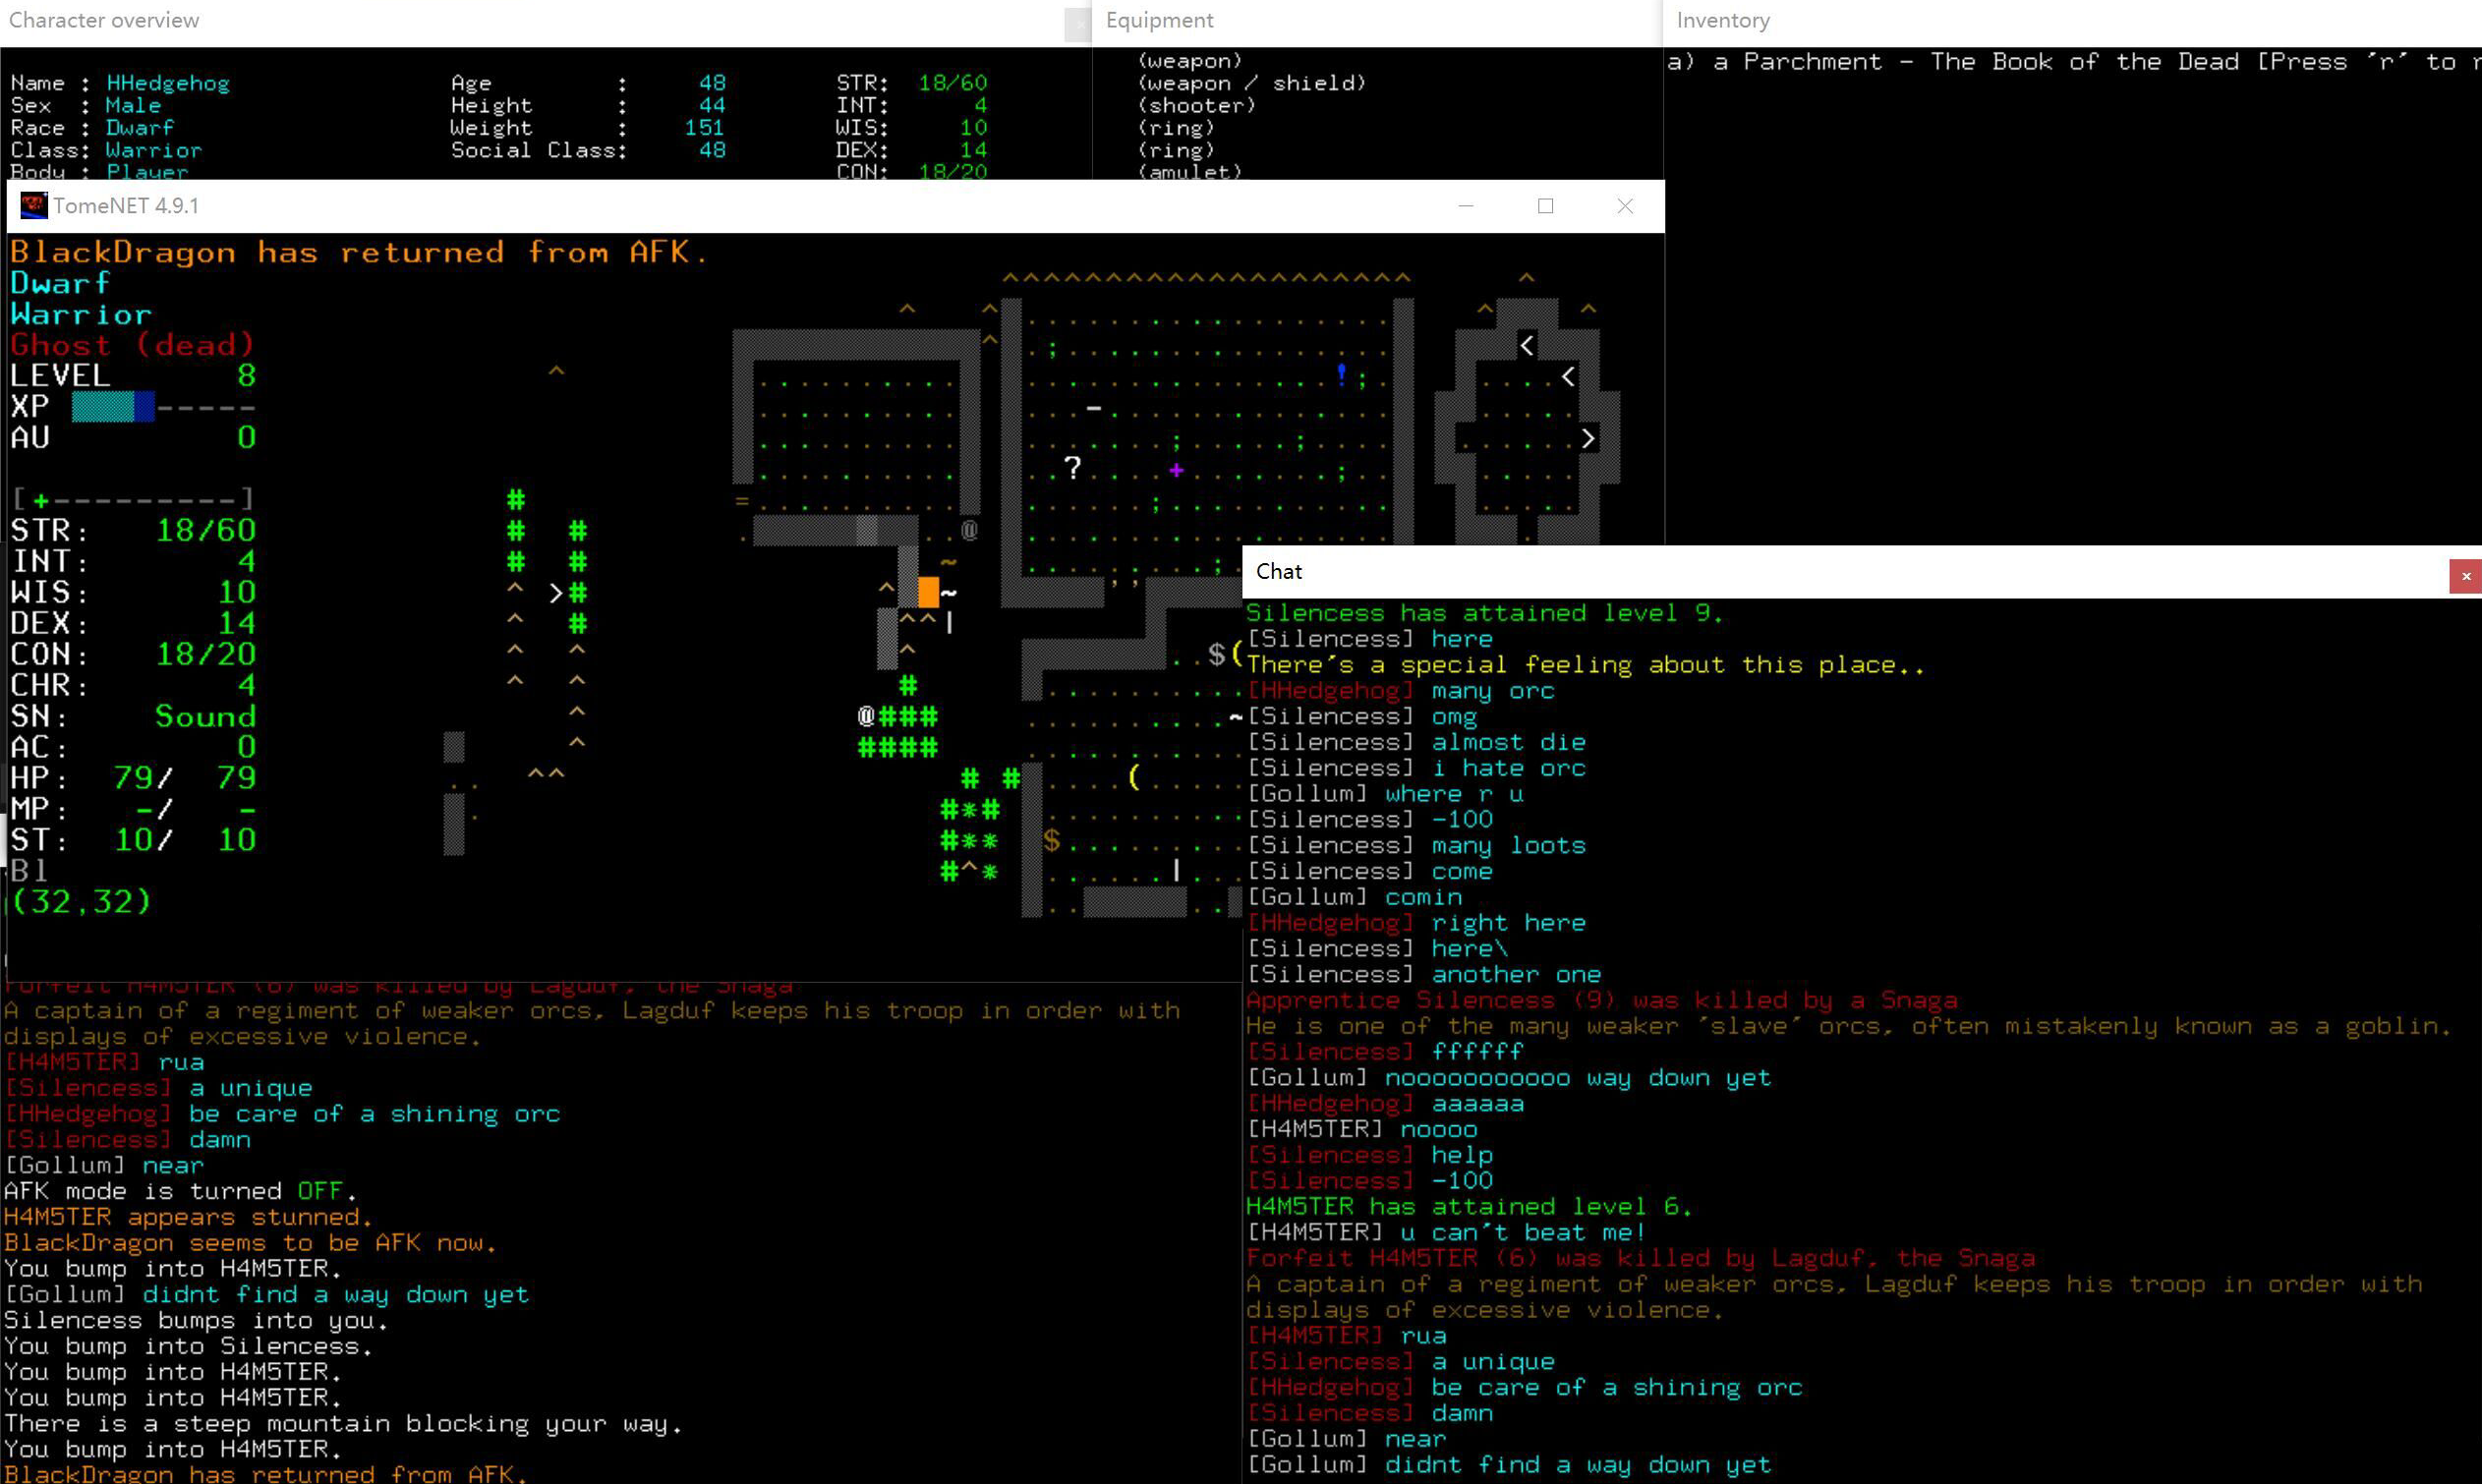 Character overview
Equipment
Inventory
Name : HHedgehog Age : 48 STR: 18/60
Sex : Male Height : 44 INT: 4
Race : Dwarf Weight : 151 WIS: 10
Class: Warrior Social Class: 48 DEX: 14
Body : Player CON: 18/20
(weapon)
(weapon / shield)
(shooter)
(ring)
(ring)
(amulet)
a) a Parchment - The Book of the Dead [Press 'r' to r
TomeNET 4.9.1
BlackDragon has returned from AFK.
Dwarf
Warrior
Ghost (dead)
LEVEL 8
XP
AU 0
[+---------]
STR: 18/60
INT: 4
WIS: 10
DEX: 14
CON: 18/20
CHR: 4
SN: Sound
AC: 0
HP: 79/ 79
MP: -/ -
ST: 10/ 10
Bl
(32,32)
Forfeit H4M5TER (6) was killed by Lagduf, the Snaga
A captain of a regiment of weaker orcs, Lagduf keeps his troop in order with
displays of excessive violence.
[H4M5TER] rua
[Silencess] a unique
[HHedgehog] be care of a shining orc
[Silencess] damn
[Gollum] near
AFK mode is turned OFF.
H4M5TER appears stunned.
BlackDragon seems to be AFK now.
You bump into H4M5TER.
[Gollum] didnt find a way down yet
Silencess bumps into you.
You bump into Silencess.
You bump into H4M5TER.
You bump into H4M5TER.
There is a steep mountain blocking your way.
You bump into H4M5TER.
BlackDragon has returned from AFK.
Chat
Silencess has attained level 9.
[Silencess] here
There's a special feeling about this place..
[HHedgehog] many orc
[Silencess] omg
[Silencess] almost die
[Silencess] i hate orc
[Gollum] where r u
[Silencess] -100
[Silencess] many loots
[Silencess] come
[Gollum] comin
[HHedgehog] right here
[Silencess] here\
[Silencess] another one
Apprentice Silencess (9) was killed by a Snaga
He is one of the many weaker 'slave' orcs, often mistakenly known as a goblin.
[Silencess] ffffff
[Gollum] noooooooooooo way down yet
[HHedgehog] aaaaaa
[H4M5TER] noooo
[Silencess] help
[Silencess] -100
H4M5TER has attained level 6.
[H4M5TER] u can't beat me!
Forfeit H4M5TER (6) was killed by Lagduf, the Snaga
A captain of a regiment of weaker orcs, Lagduf keeps his troop in order with
displays of excessive violence.
[H4M5TER] rua
[Silencess] a unique
[HHedgehog] be care of a shining orc
[Silencess] damn
[Gollum] near
[Gollum] didnt find a way down yet